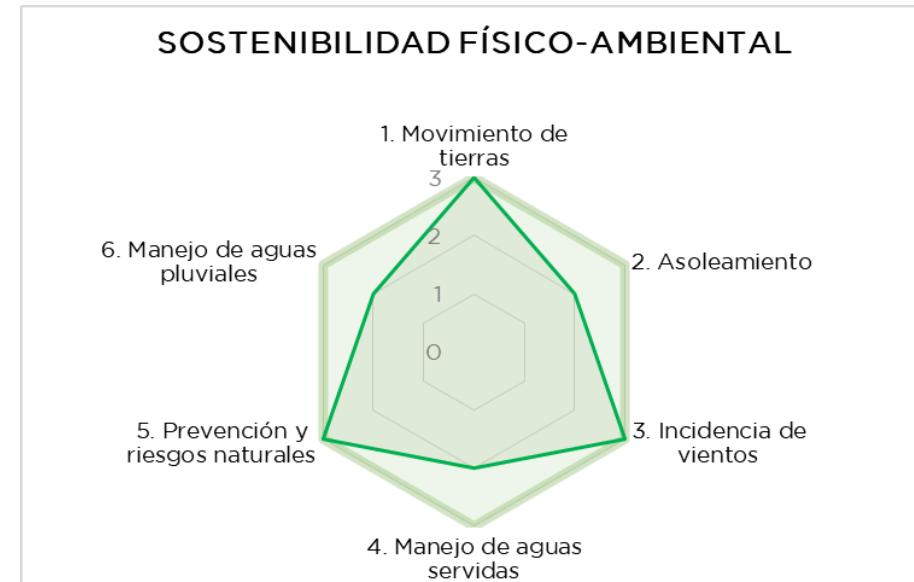 SOSTENIBILIDAD FÍSICO-AMBIENTAL
1. Movimiento de
tierras
3
2
1
0
6. Manejo de aguas
pluviales
2. Asoleamiento
5. Prevención y
riesgos naturales
3. Incidencia de
vientos
4. Manejo de aguas
servidas